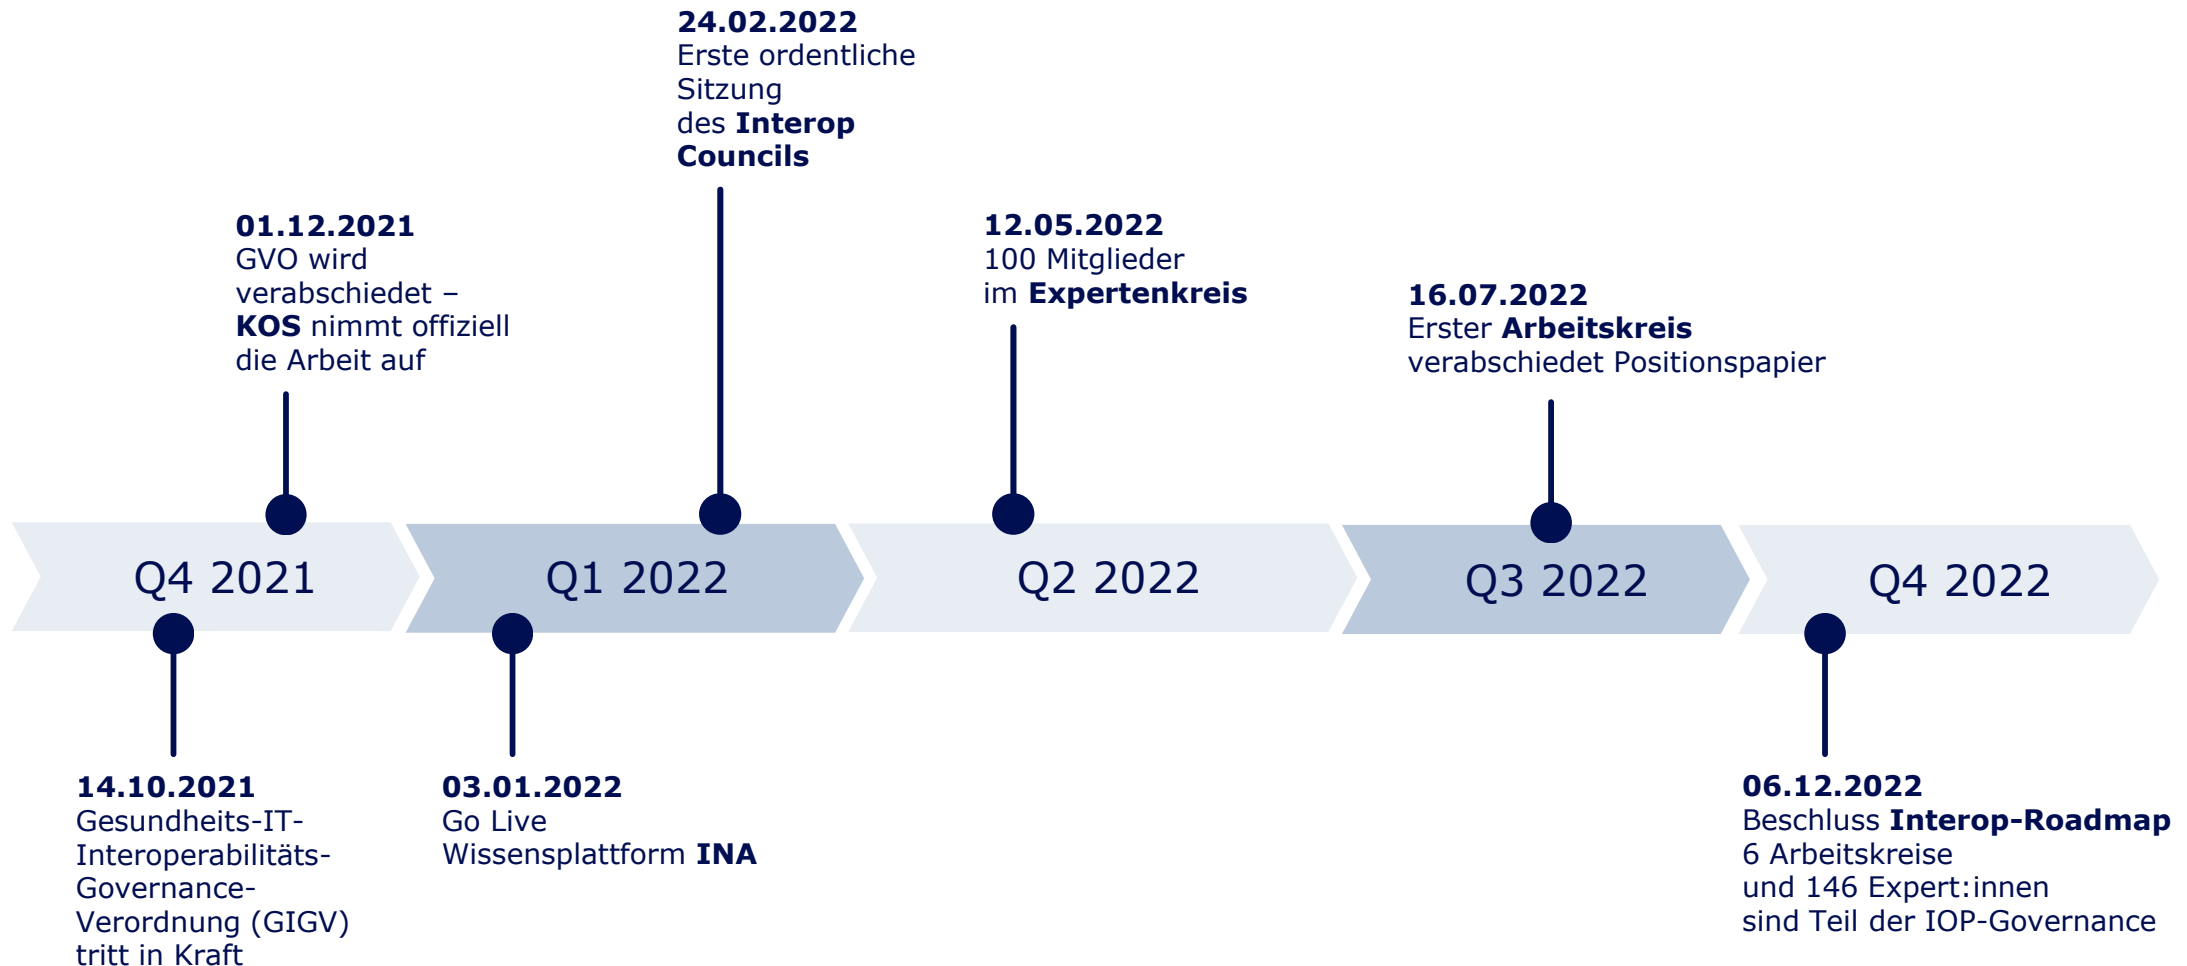 24.02.2022
Erste ordentliche
Sitzung
des Interop
Councils
01.12.2021
GVO wird
verabschiedet –
KOS nimmt offiziell
die Arbeit auf
12.05.2022
100 Mitglieder
im Expertenkreis
16.07.2022
Erster Arbeitskreis
verabschiedet Positionspapier
Q4 2021
Q1 2022
Q2 2022
Q3 2022
Q4 2022
14.10.2021
Gesundheits-IT-
Interoperabilitäts-
Governance-
Verordnung (GIGV)
tritt in Kraft
03.01.2022
Go Live
Wissensplattform INA
06.12.2022
Beschluss Interop-Roadmap
6 Arbeitskreise
und 146 Expert:innen
sind Teil der IOP-Governance